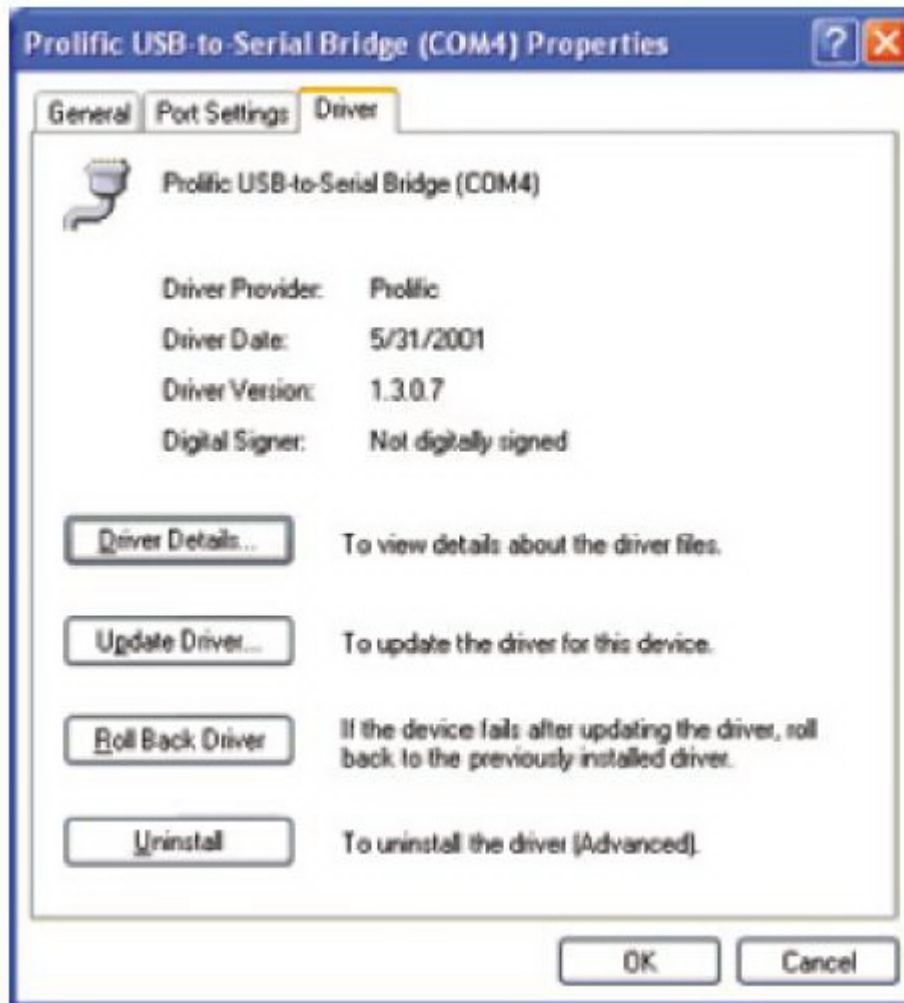 Prolific USB-to-Serial Bridge (COM4) Properties
General Port Settings Driver
Prolific USB-to-Serial Bridge (COM4)
Driver Provider: Prolific
Driver Date: 5/31/2001
Driver Version: 1.3.0.7
Digital Signer: Not digitally signed
Driver Details... To view details about the driver files.
Update Driver... To update the driver for this device.
Roll Back Driver If the device fails after updating the driver, roll
back to the previously installed driver.
Uninstall To uninstall the driver (Advanced).
OK Cancel